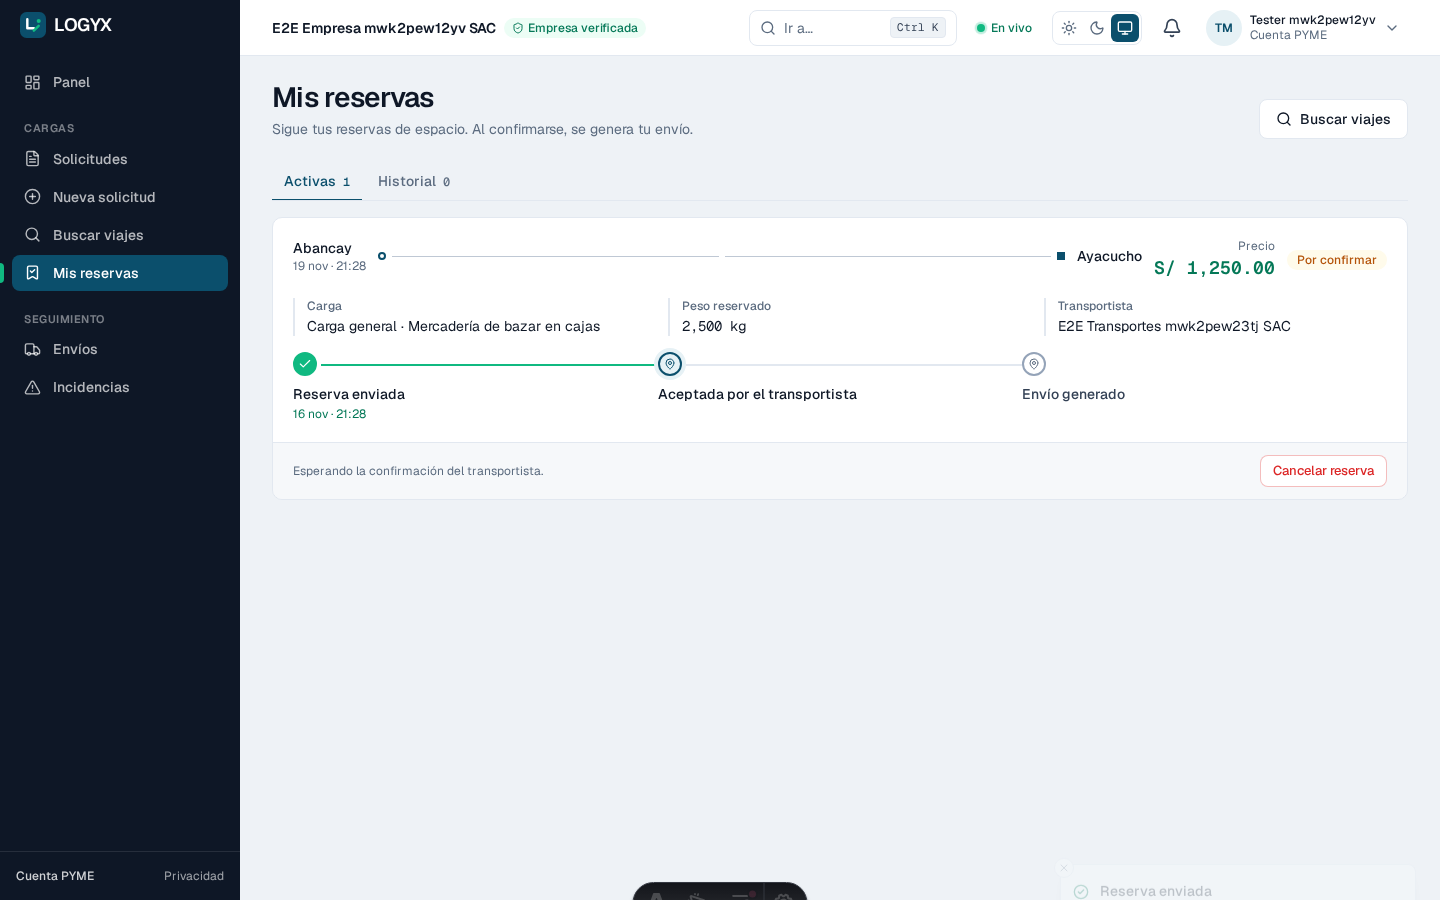 LOGYX
Panel
CARGAS
Solicitudes
Nueva solicitud
Buscar viajes
Mis reservas
SEGUIMIENTO
Envíos
Incidencias
Cuenta PYME
Privacidad
E2E Empresa mwk2pew12yv SAC
Empresa verificada
Ir a...
Ctrl K
En vivo
TM
Tester mwk2pew12yv
Cuenta PYME
Mis reservas
Sigue tus reservas de espacio. Al confirmarse, se genera tu envío.
Buscar viajes
Activas 1
Historial 0
Abancay
19 nov · 21:28
Ayacucho
Precio
S/ 1,250.00
Por confirmar
Carga
Carga general · Mercadería de bazar en cajas
Peso reservado
2,500 kg
Transportista
E2E Transportes mwk2pew23tj SAC
Reserva enviada
16 nov · 21:28
Aceptada por el transportista
Envío generado
Esperando la confirmación del transportista.
Cancelar reserva
Reserva enviada